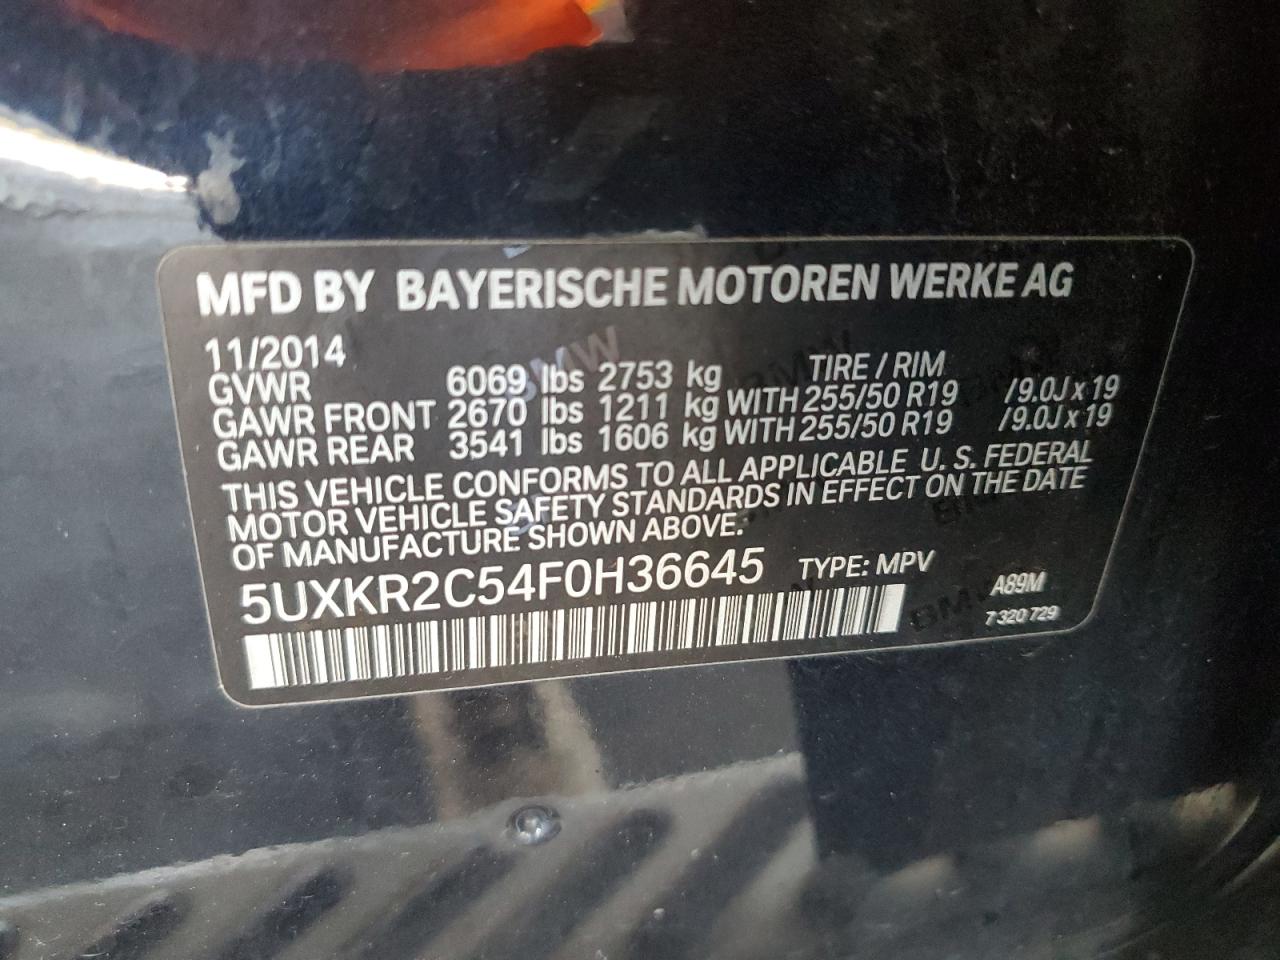 MFD BY BAYERISCHE MOTOREN WERKE AG
11/2014 TIRE / RIM
GVWR 6069 lbs 2753 kg
GAWR FRONT 2670 lbs 1211 kg WITH 255/50 R19 /9.0J x 19
GAWR REAR 3541 lbs 1606 kg WITH 255/50 R19 /9.0J x 19
THIS VEHICLE CONFORMS TO ALL APPLICABLE U. S. FEDERAL
MOTOR VEHICLE SAFETY STANDARDS IN EFFECT ON THE DATE
OF MANUFACTURE SHOWN ABOVE.
5UXKR2C54F0H36645 TYPE: MPV
A89M
7 320 729